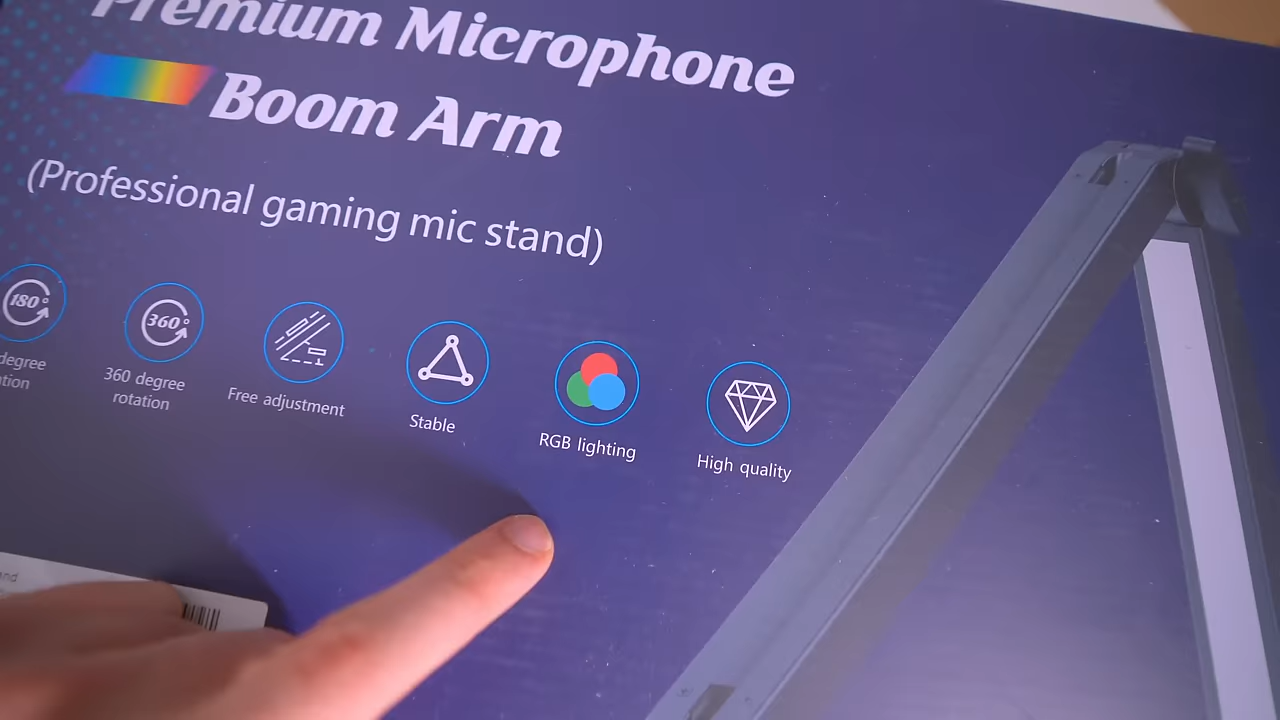 Premium Microphone
Boom Arm
(Professional gaming mic stand)
180°
degree
360°
360 degree
rotation
Free adjustment
Stable
RGB lighting
High quality